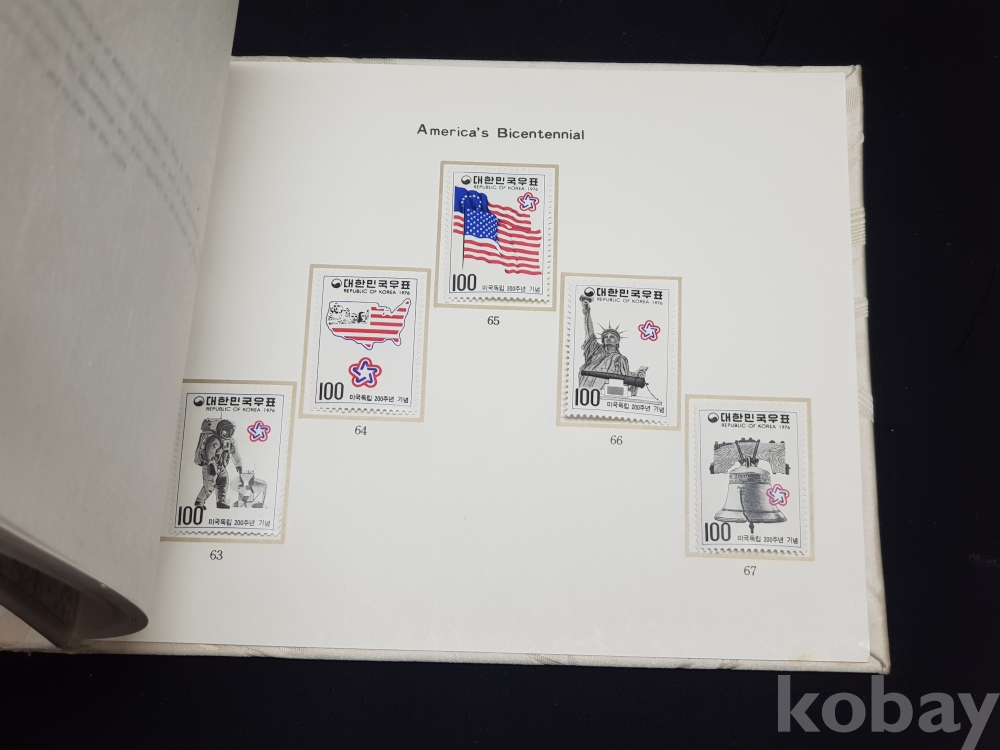 America's Bicentennial
대한민국우표
REPUBLIC OF KOREA 1976
100 미국독립 200주년 기념
65
대한민국우표
REPUBLIC OF KOREA 1976
100 미국독립 200주년 기념
64
대한민국우표
REPUBLIC OF KOREA 1976
100 미국독립 200주년 기념
66
대한민국우표
REPUBLIC OF KOREA 1976
100 미국독립 200주년 기념
63
대한민국우표
REPUBLIC OF KOREA 1976
100 미국독립 200주년 기념
67
kobay